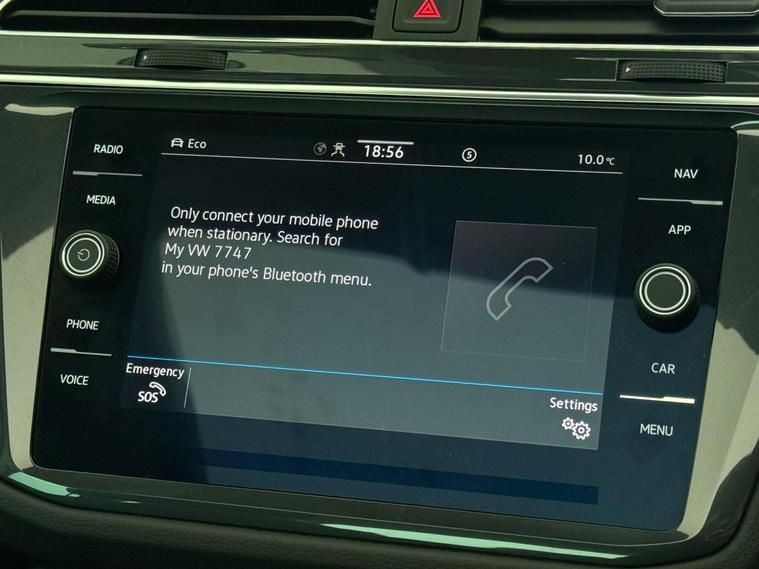 RADIO
MEDIA
PHONE
VOICE
Eco
18:56
5
10.0°C
Only connect your mobile phone
when stationary. Search for
My VW 7747
in your phone's Bluetooth menu.
Emergency
SOS
Settings
NAV
APP
CAR
MENU